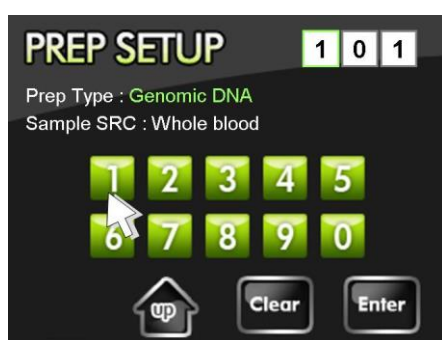 PREP SETUP 1 0 1
Prep Type : Genomic DNA
Sample SRC : Whole blood
1 2 3 4 5
6 7 8 9 0
UP Clear Enter